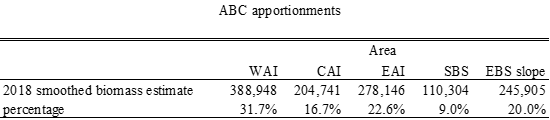 ABC apportionments
Area
WAI CAI EAI SBS EBS slope
2018 smoothed biomass estimate 388,948 204,741 278,146 110,304 245,905
percentage 31.7% 16.7% 22.6% 9.0% 20.0%